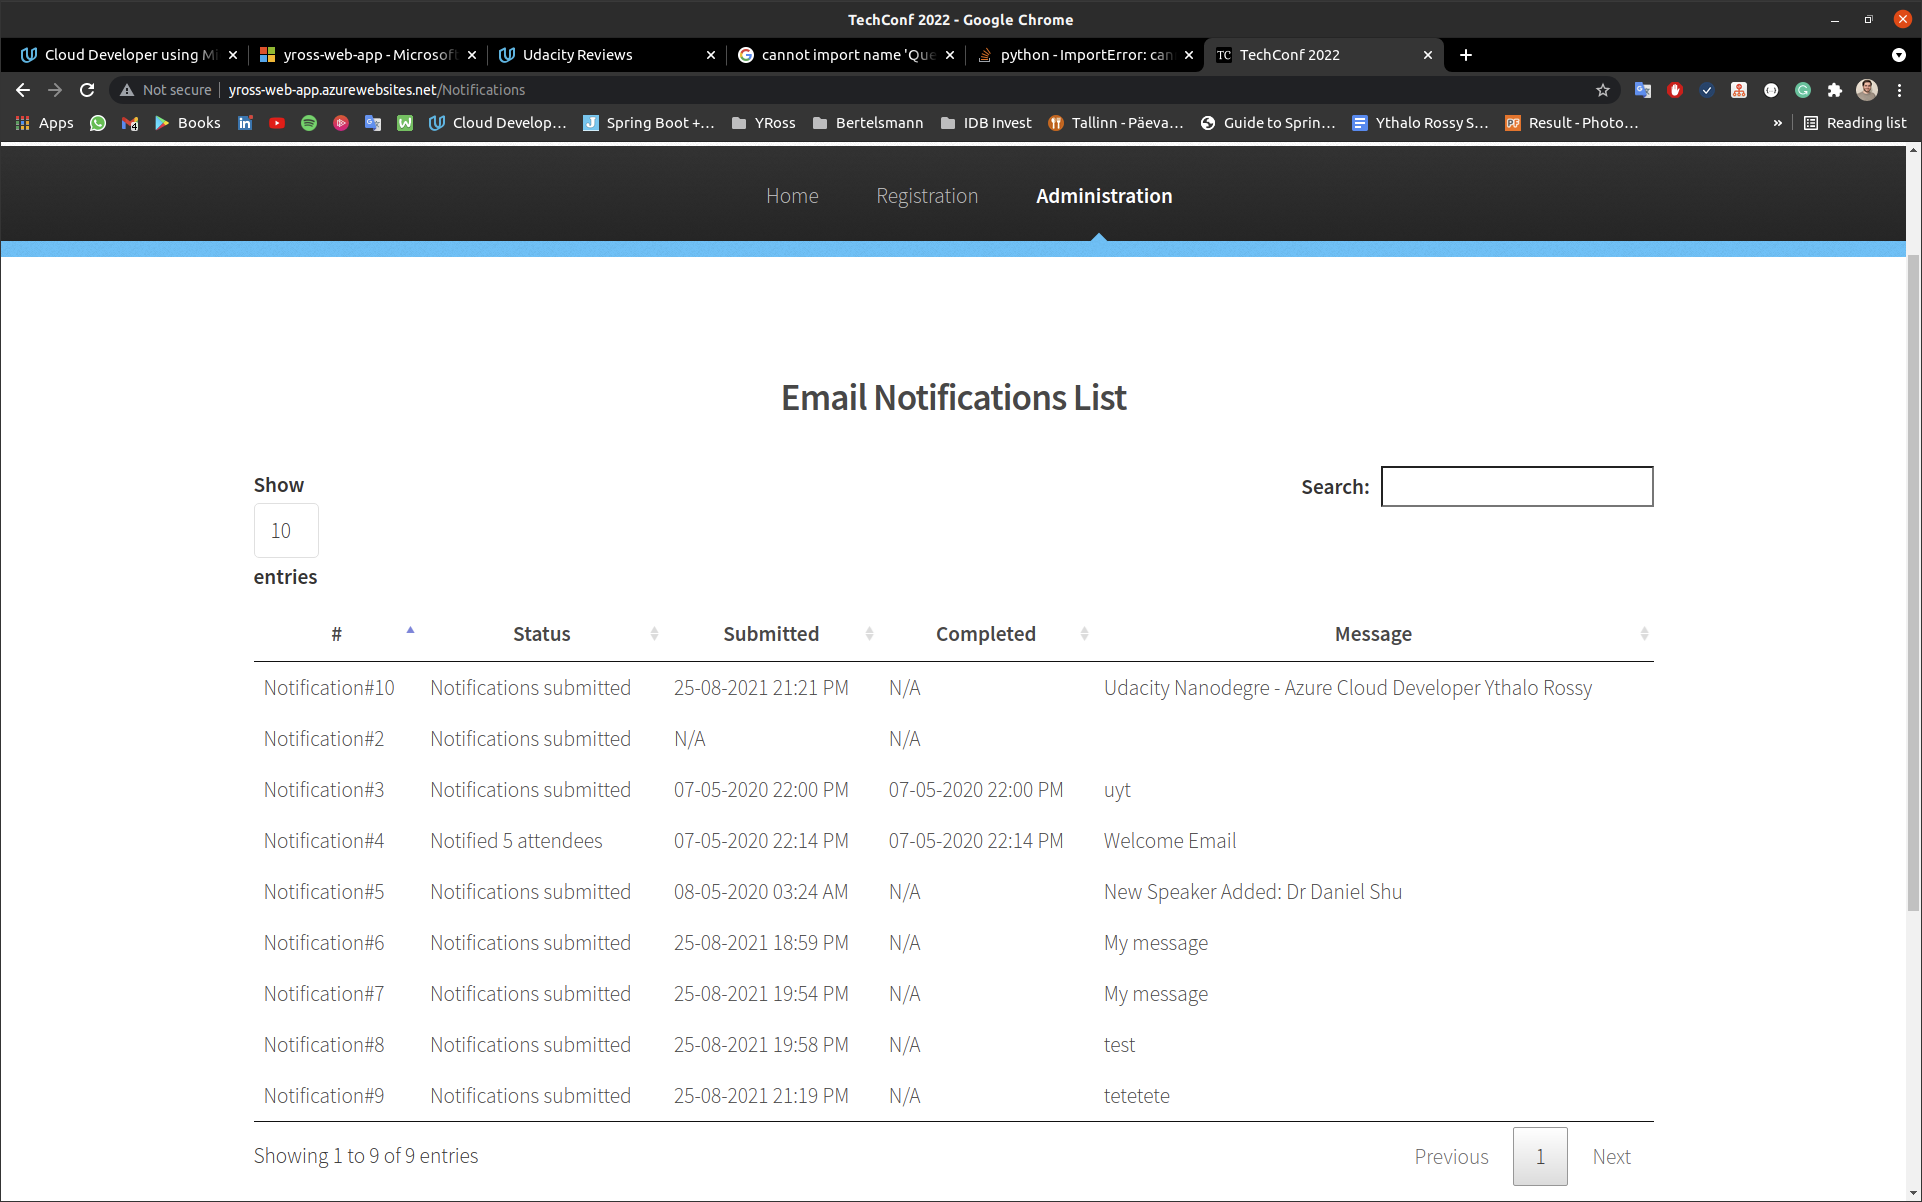 TechConf 2022 - Google Chrome
Cloud Developer using Mi
yross-web-app - Microsoft
Udacity Reviews
cannot import name 'Que
python - ImportError: can
TC TechConf 2022
Not secure yross-web-app.azurewebsites.net/Notifications
Apps
4
Books
Cloud Develop...
Spring Boot +...
YRoss
Bertelsmann
IDB Invest
Tallinn - Päeva...
Guide to Sprin...
Ythalo Rossy S...
Result - Photo...
»
Reading list
Home Registration Administration
Email Notifications List
Show
10
entries
Search:
# Status Submitted Completed Message
Notification#10 Notifications submitted 25-08-2021 21:21 PM N/A Udacity Nanodegre - Azure Cloud Developer Ythalo Rossy
Notification#2 Notifications submitted N/A N/A
Notification#3 Notifications submitted 07-05-2020 22:00 PM 07-05-2020 22:00 PM uyt
Notification#4 Notified 5 attendees 07-05-2020 22:14 PM 07-05-2020 22:14 PM Welcome Email
Notification#5 Notifications submitted 08-05-2020 03:24 AM N/A New Speaker Added: Dr Daniel Shu
Notification#6 Notifications submitted 25-08-2021 18:59 PM N/A My message
Notification#7 Notifications submitted 25-08-2021 19:54 PM N/A My message
Notification#8 Notifications submitted 25-08-2021 19:58 PM N/A test
Notification#9 Notifications submitted 25-08-2021 21:19 PM N/A tetetete
Showing 1 to 9 of 9 entries
Previous 1 Next